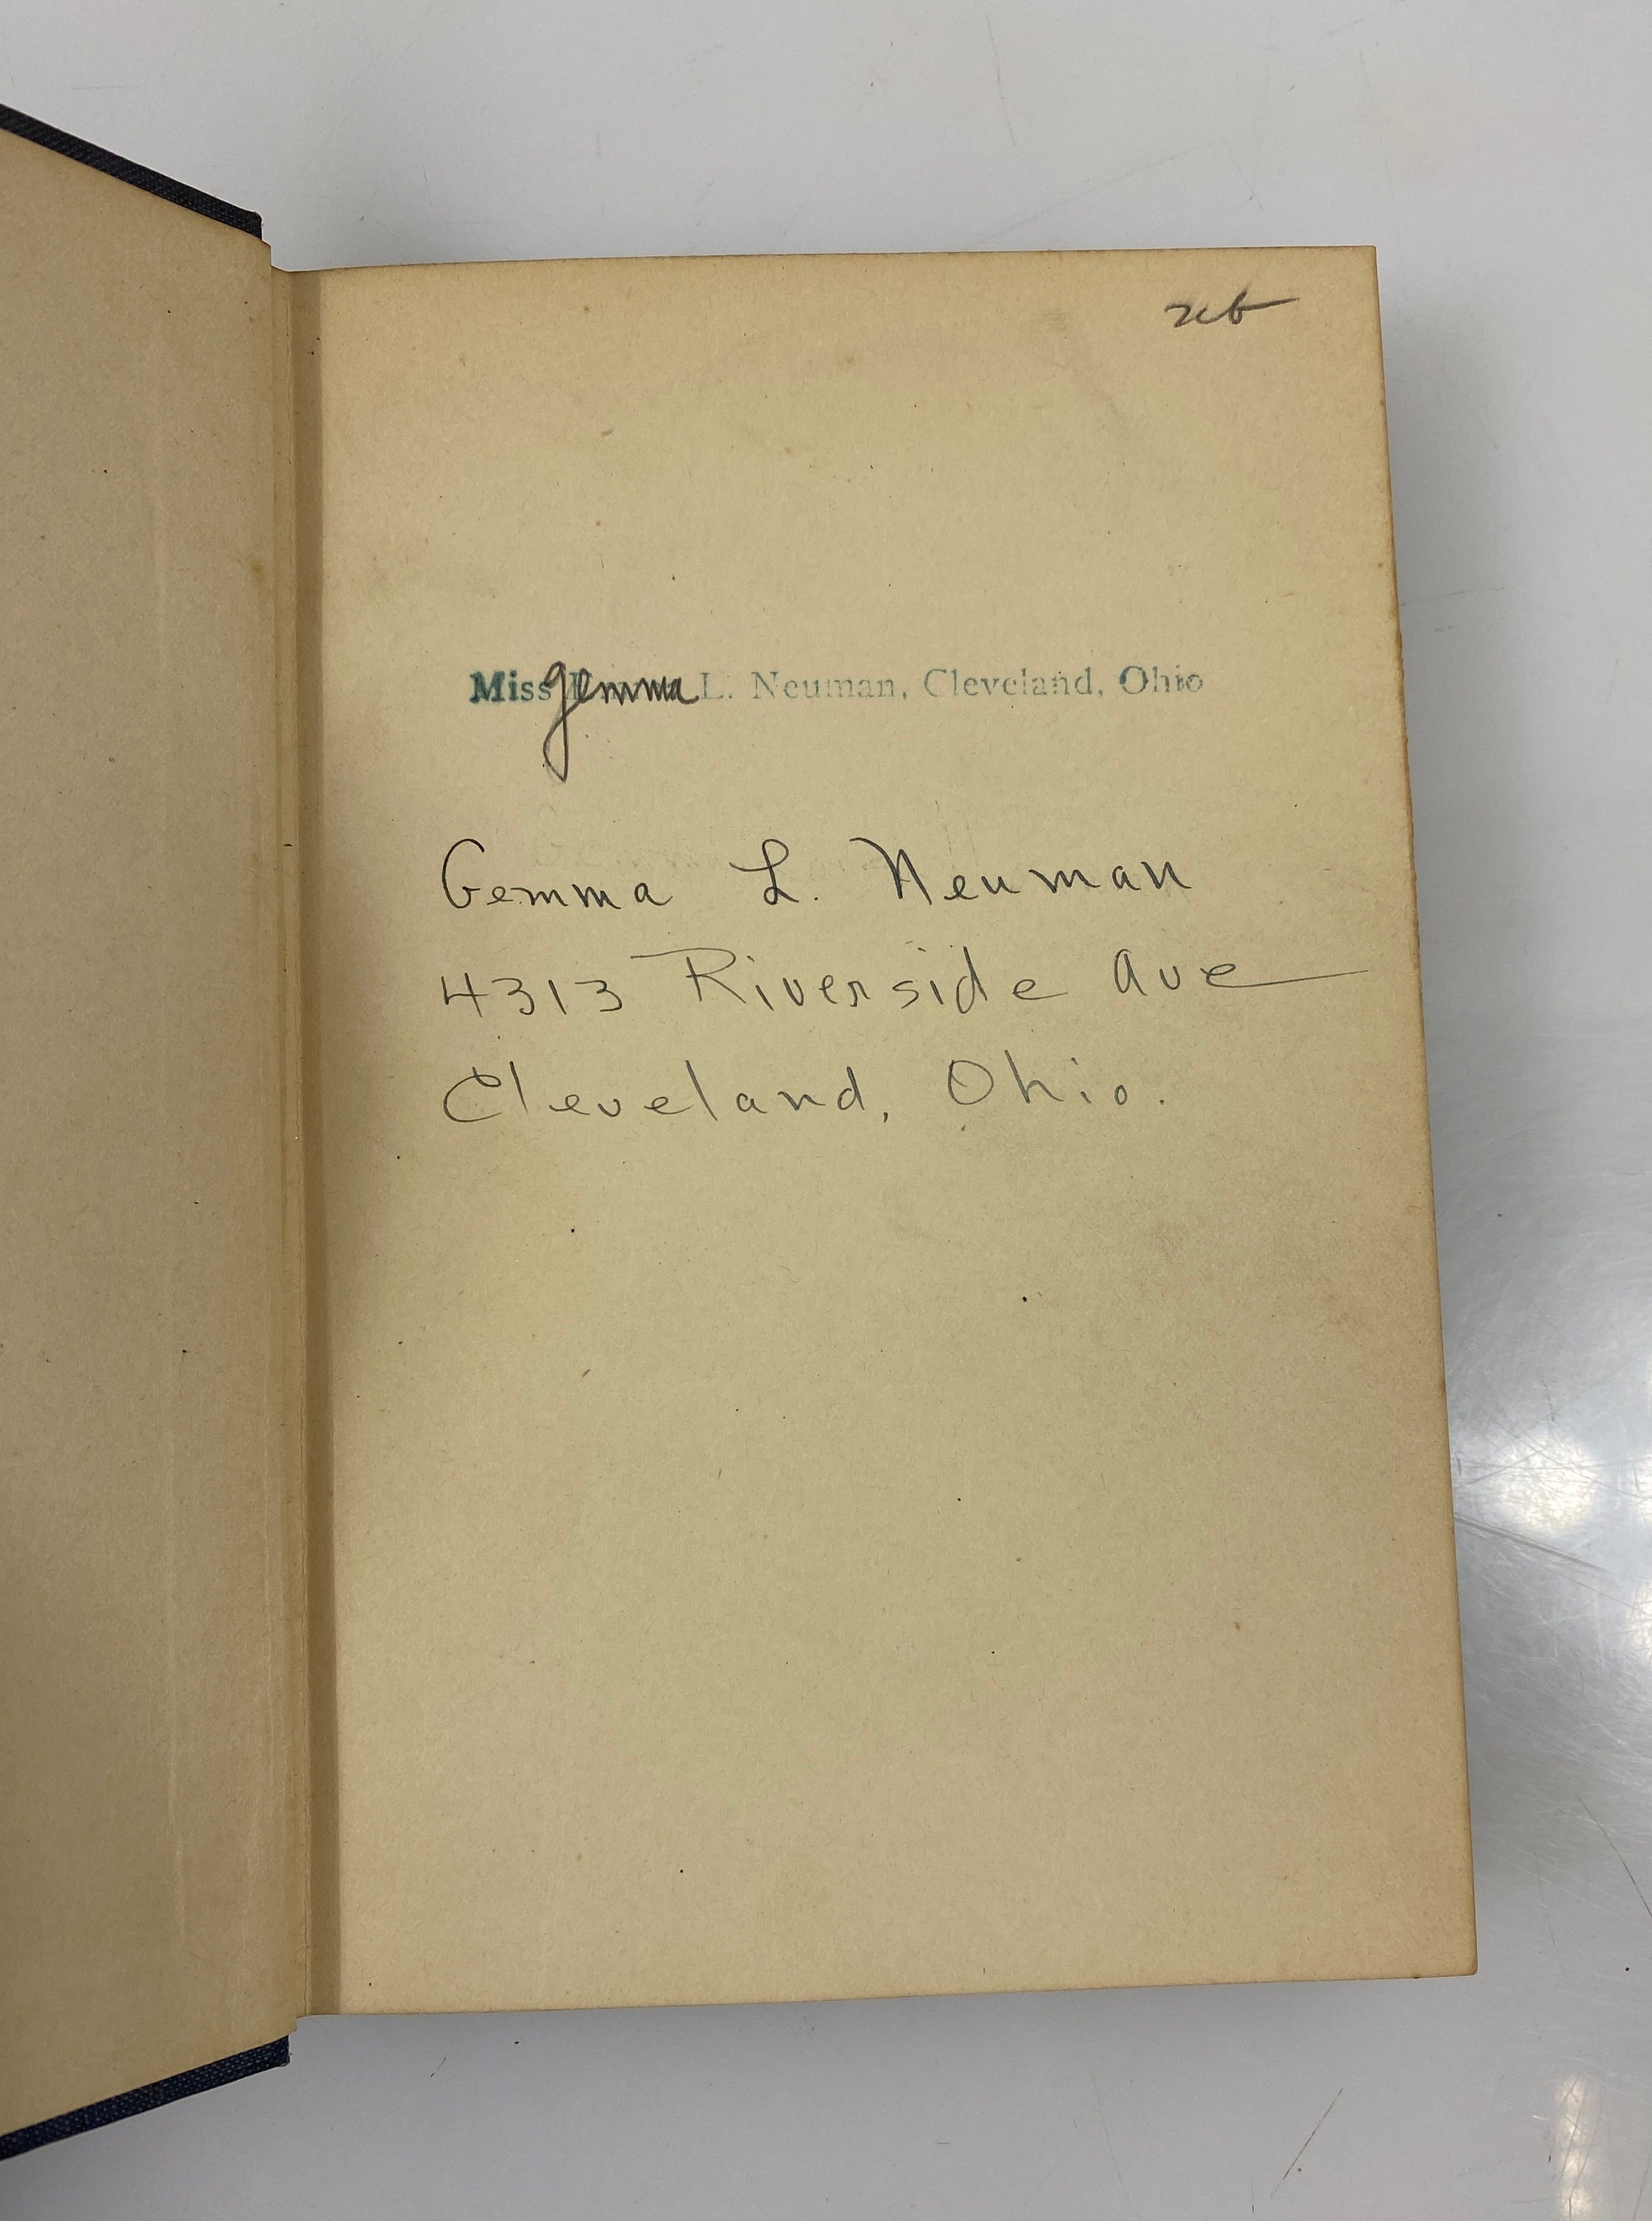 Miss Gemma L. Neuman, Cleveland, Ohio
Gemma L. Neuman
4313 Riverside Ave
Cleveland, Ohio.